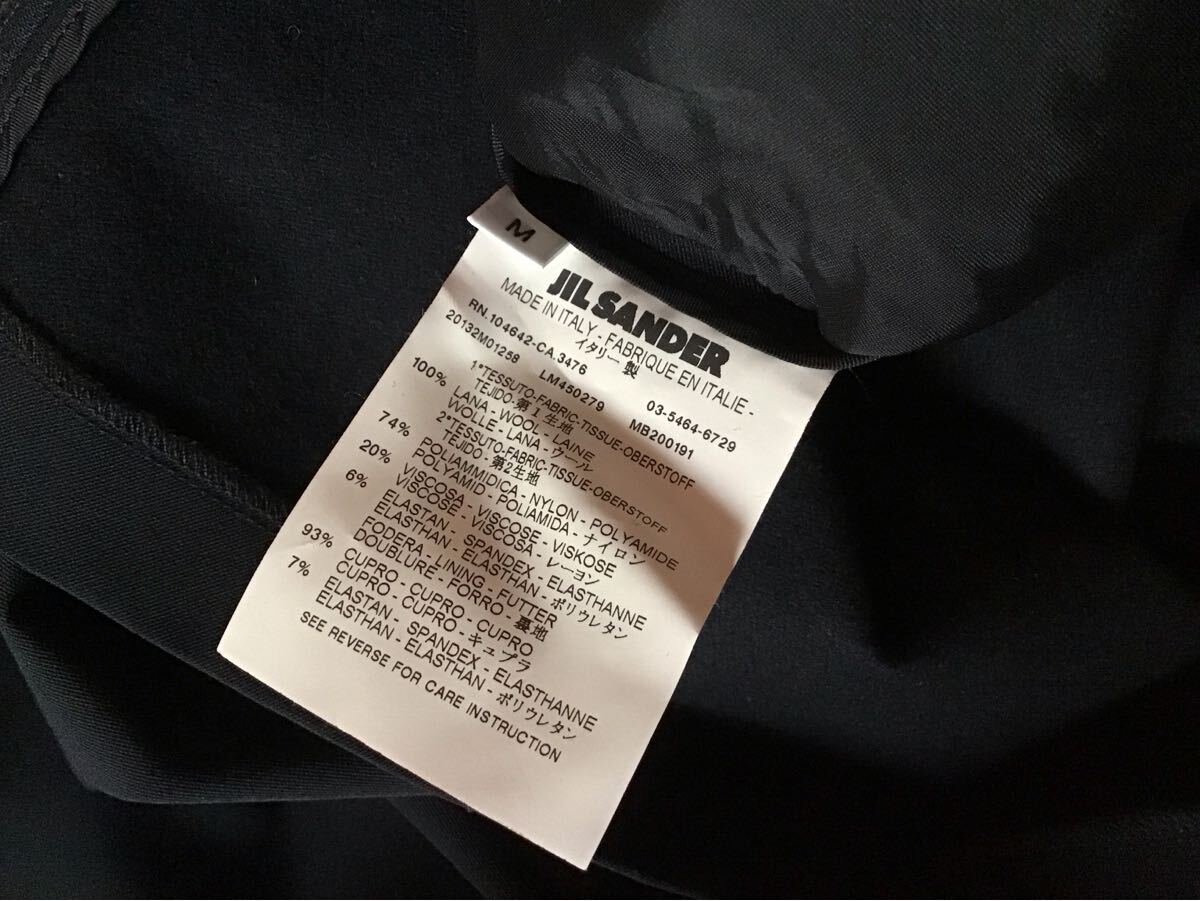 M
JIL SANDER
MADE IN ITALY - FABRIQUE EN ITALIE -
イタリー製
RN.104642-CA.3476 03-5464-6729
20132M01258 LM450279 MB200191
1°TESSUTO-FABRIC-TISSUE-OBERSTOFF
TEJIDO-第1生地
100% LANA - WOOL - LAINE
WOLLE - LANA - ウール
2°TESSUTO-FABRIC-TISSUE-OBERSTOFF
TEJIDO - 第2生地
74% POLIAMMIDICA - NYLON - POLYAMIDE
POLYAMID - POLIAMIDA - ナイロン
20% VISCOSA - VISCOSE - VISKOSE
VISCOSE - VISCOSA - レーヨン
6% ELASTAN - SPANDEX - ELASTHANNE
ELASTHAN - ELASTHAN - ポリウレタン
FODERA - LINING - FUTTER
DOUBLURE - FORRO - 裏地
93% CUPRO - CUPRO - CUPRO
CUPRO - CUPRO - キュプラ
7% ELASTAN - SPANDEX - ELASTHANNE
ELASTHAN - ELASTHAN - ポリウレタン
SEE REVERSE FOR CARE INSTRUCTION